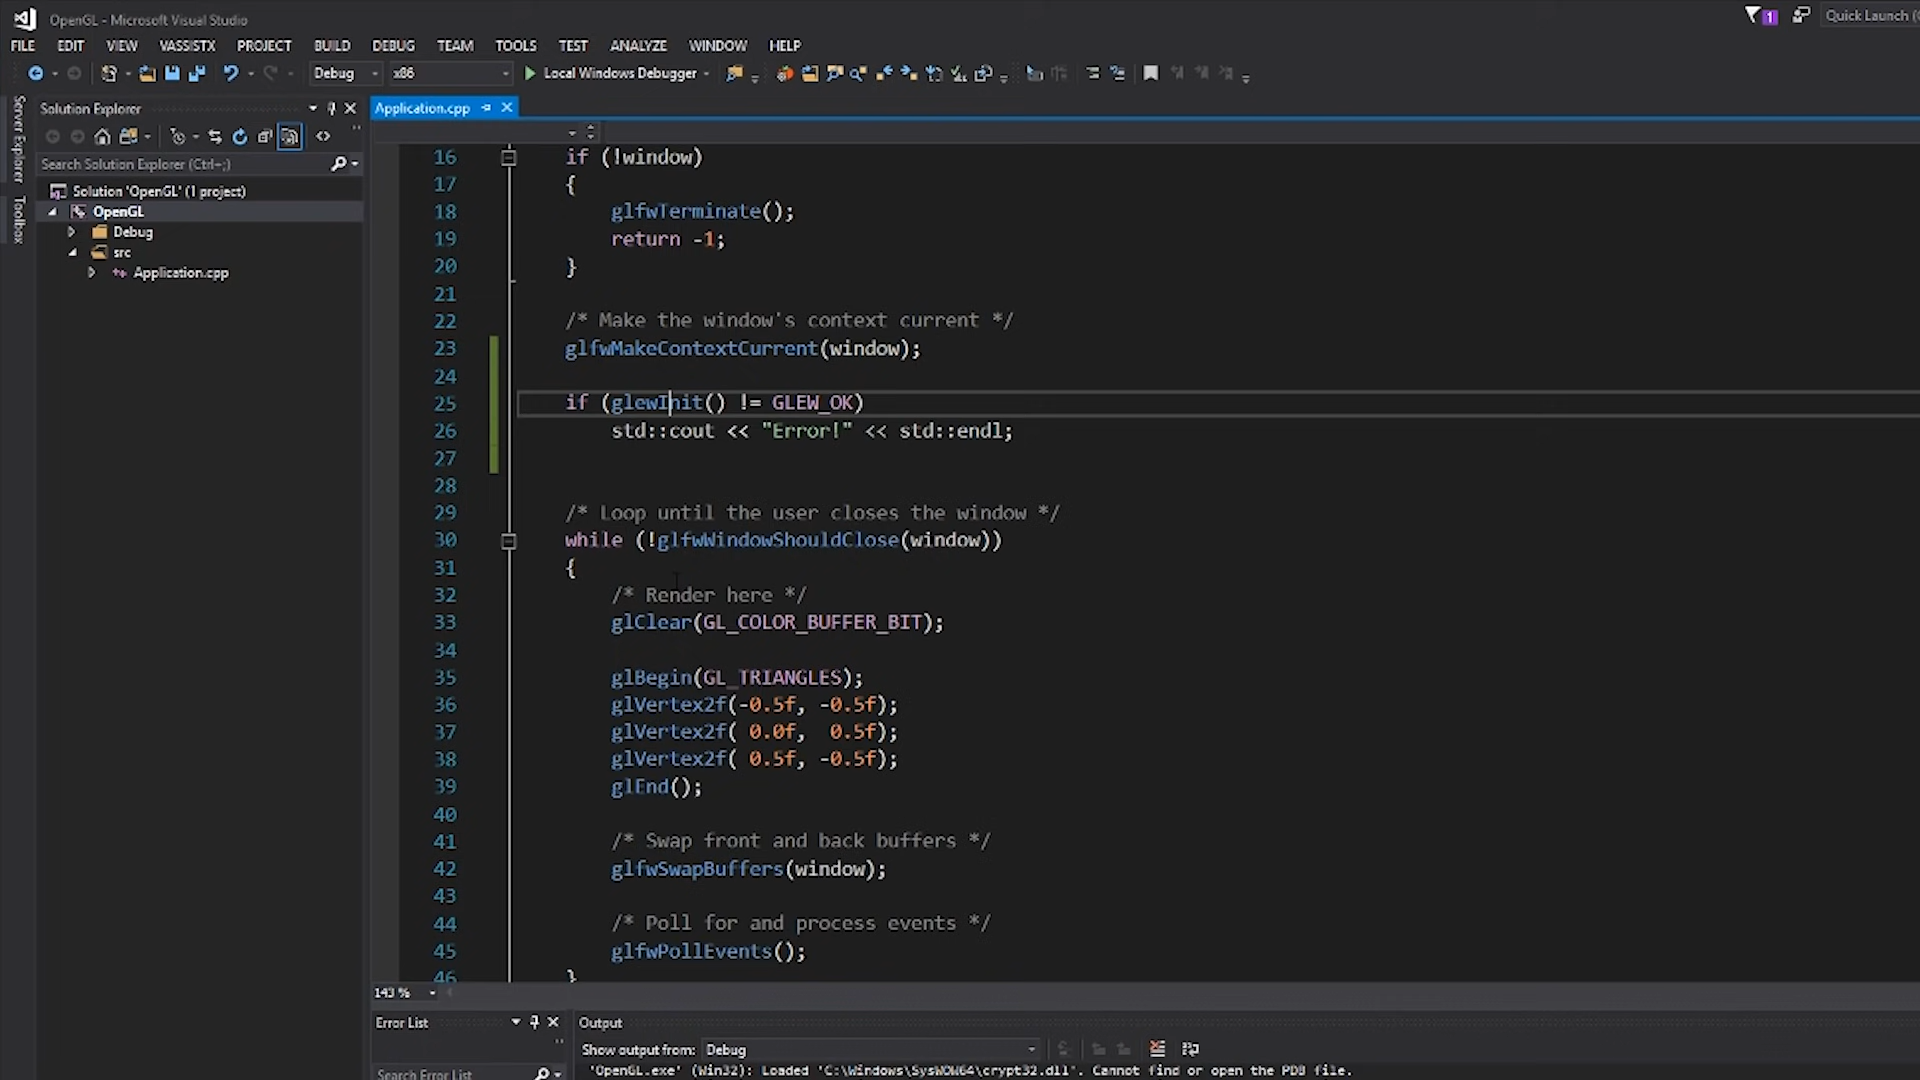 OpenGL - Microsoft Visual Studio
1
Quick Launch (
FILE EDIT VIEW VASSISTX PROJECT BUILD DEBUG TEAM TOOLS TEST ANALYZE WINDOW HELP
Debug x86 Local Windows Debugger
Server Explorer
Toolbox
Solution Explorer
Search Solution Explorer (Ctrl+;)
Solution 'OpenGL' (1 project)
OpenGL
Debug
src
Application.cpp
Application.cpp
16 if (!window)
17 {
18 glfwTerminate();
19 return -1;
20 }
21
22 /* Make the window's context current */
23 glfwMakeContextCurrent(window);
24
25 if (glewInit() != GLEW_OK)
26 std::cout << "Error!" << std::endl;
27
28
29 /* Loop until the user closes the window */
30 while (!glfwWindowShouldClose(window))
31 {
32 /* Render here */
33 glClear(GL_COLOR_BUFFER_BIT);
34
35 glBegin(GL_TRIANGLES);
36 glVertex2f(-0.5f, -0.5f);
37 glVertex2f( 0.0f,  0.5f);
38 glVertex2f( 0.5f, -0.5f);
39 glEnd();
40
41 /* Swap front and back buffers */
42 glfwSwapBuffers(window);
43
44 /* Poll for and process events */
45 glfwPollEvents();
46 }
143 %
Error List
Search Error List
Output
Show output from: Debug
'OpenGL.exe' (Win32): Loaded 'C:\Windows\SysWOW64\crypt32.dll'. Cannot find or open the PDB file.